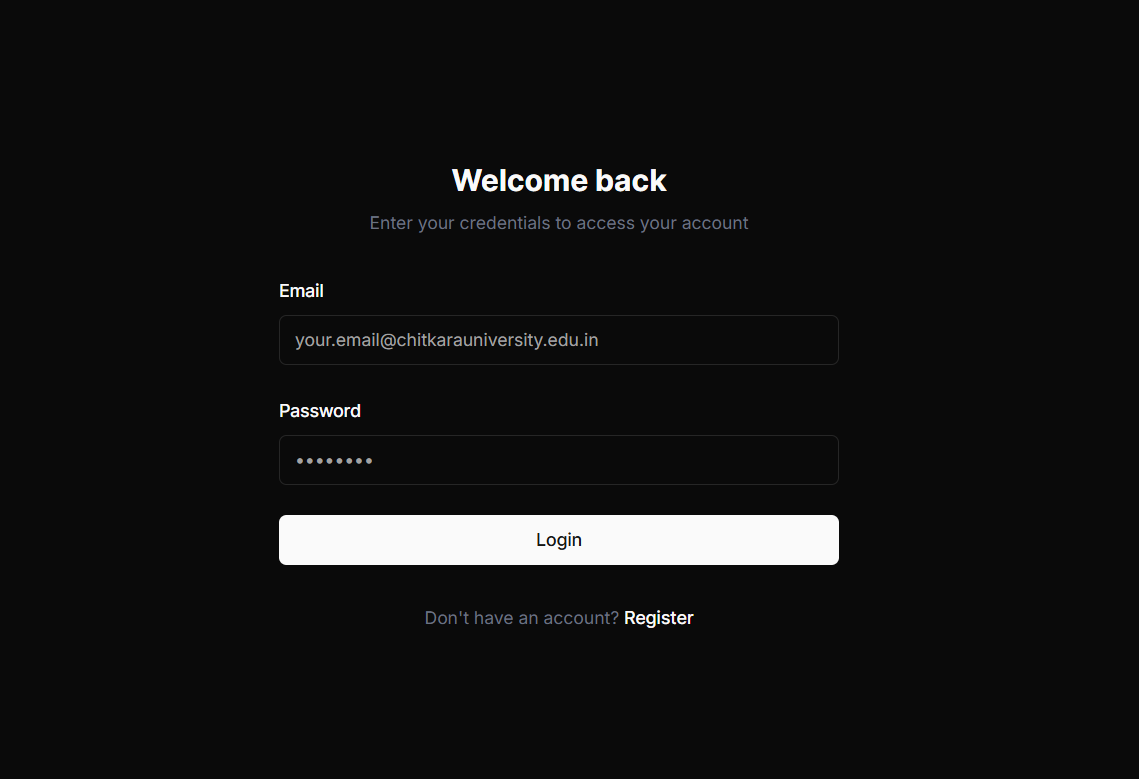 Welcome back
Enter your credentials to access your account
Email
your.email@chitkarauniversity.edu.in
Password
••••••••
Login
Don't have an account? Register